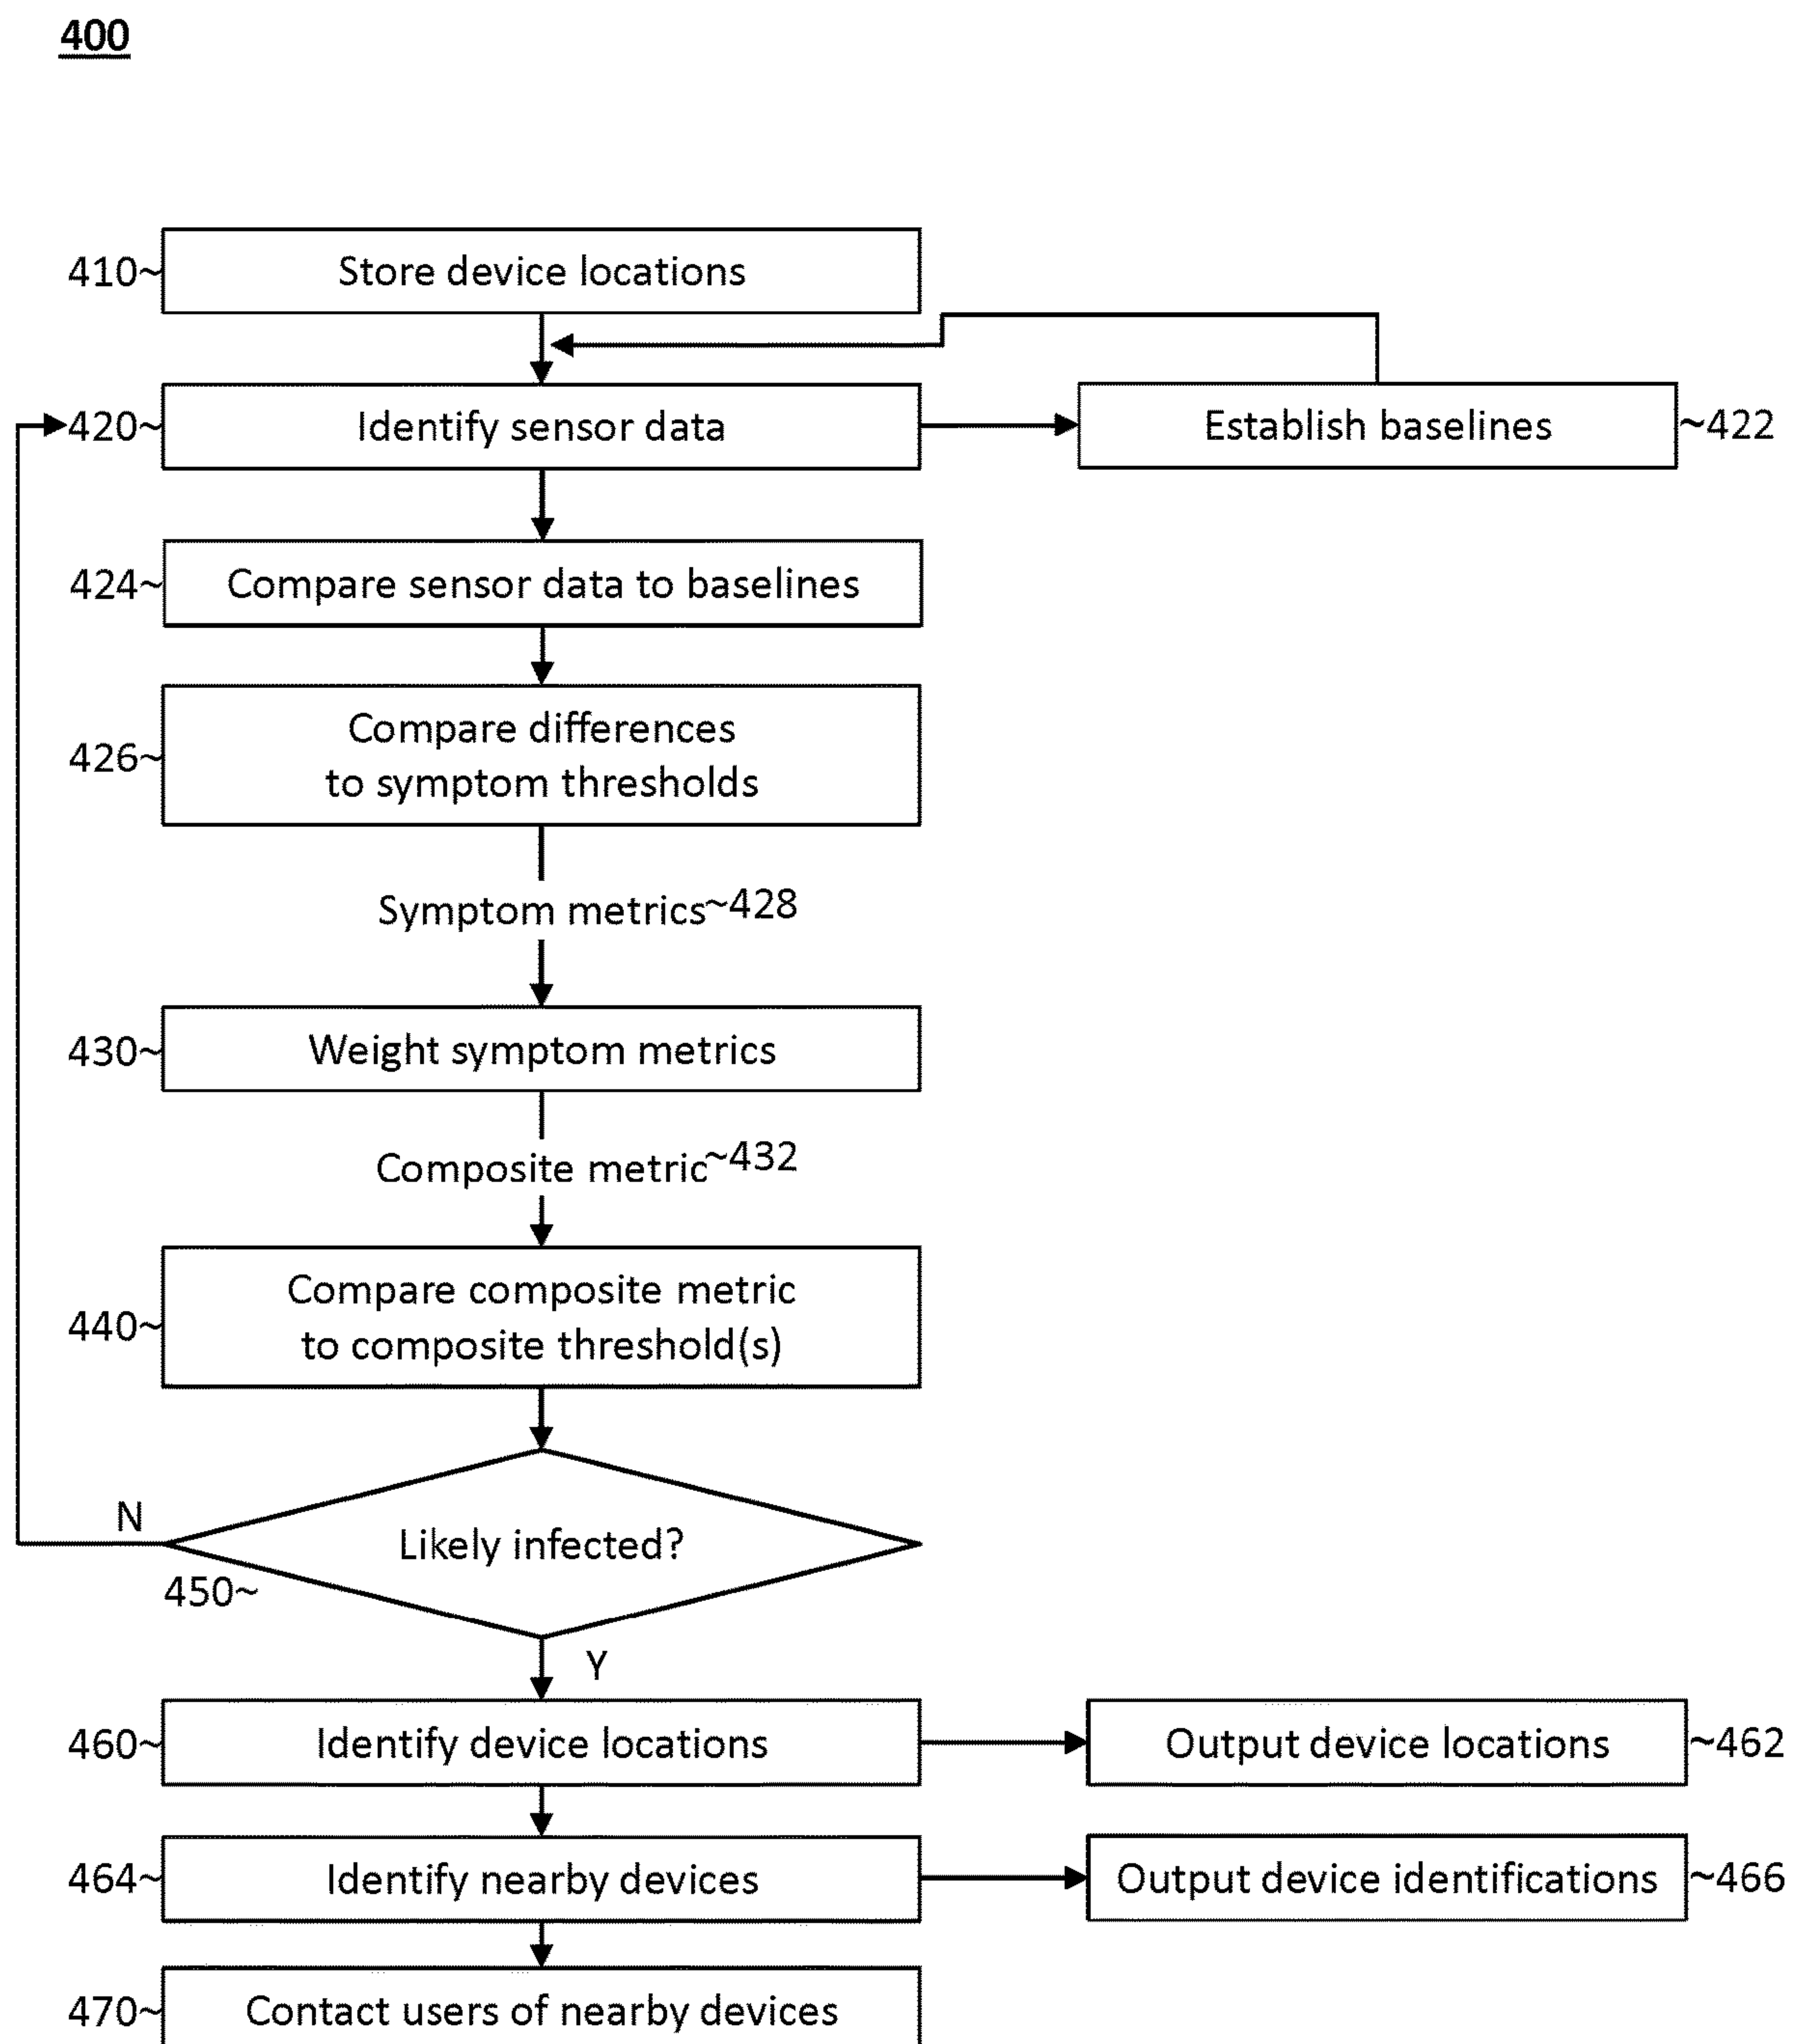 400
410~ Store device locations
420~ Identify sensor data
Establish baselines ~422
424~ Compare sensor data to baselines
426~ Compare differences
to symptom thresholds
Symptom metrics~428
430~ Weight symptom metrics
Composite metric~432
440~ Compare composite metric
to composite threshold(s)
N
Likely infected?
450~
Y
460~ Identify device locations
Output device locations ~462
464~ Identify nearby devices
Output device identifications ~466
470~ Contact users of nearby devices